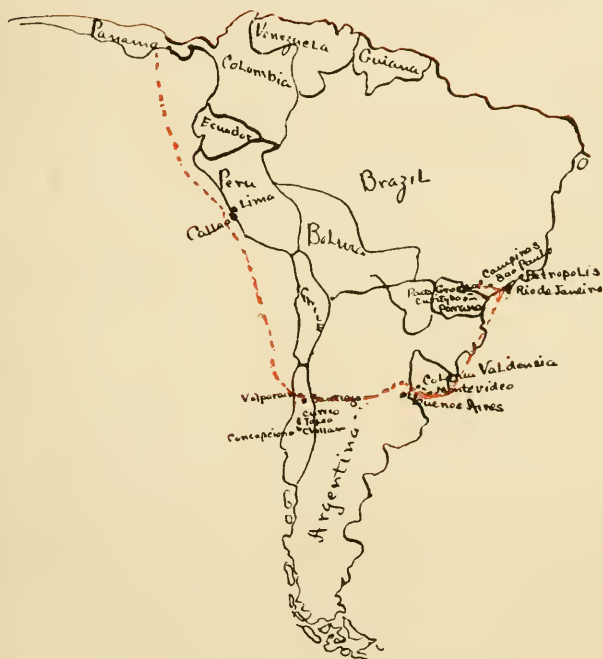 Panama
Venezuela
Guiana
Colombia
Ecuador
Peru
Lima
Callao
Brazil
Campinas
Sao Paulo
Petropolis
Rio de Janeiro
Parana
Chile
Valdensia
Montevideo
Buenos Aires
Valparaiso
Santiago
Curico
Concepcion
Argentina